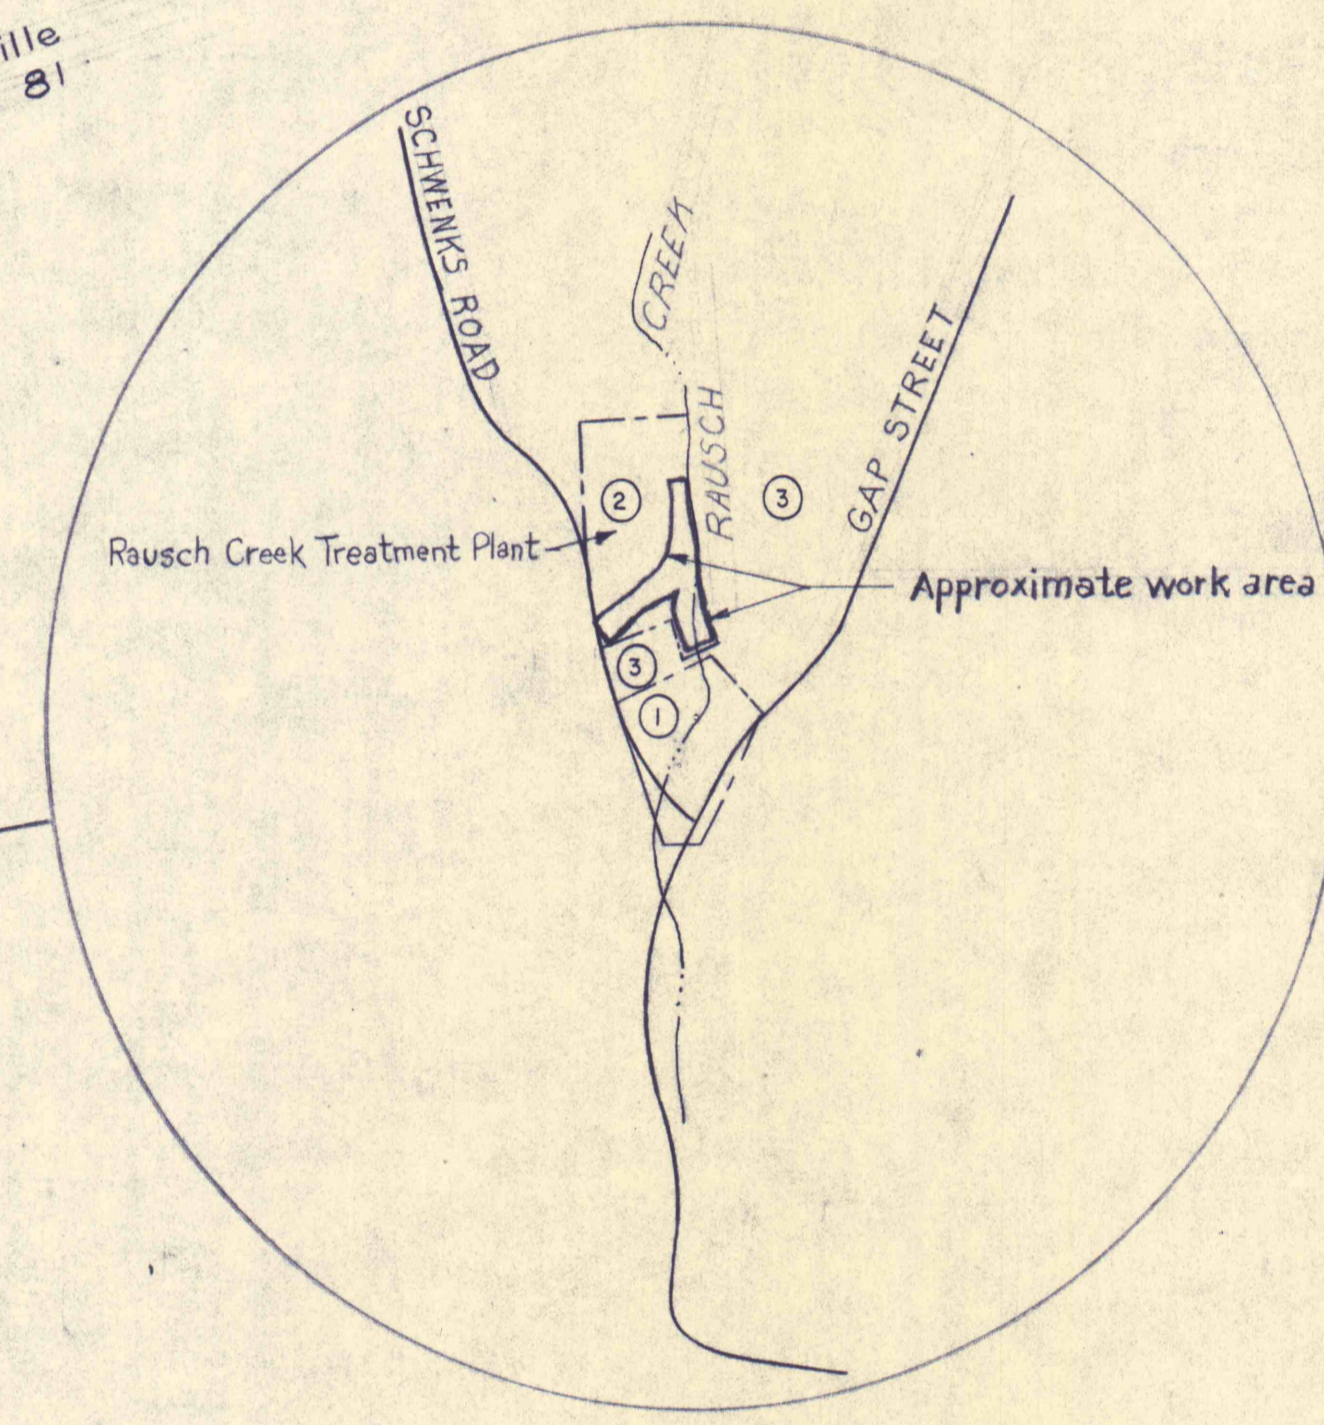 ille
81
SCHWENKS ROAD
CREEK
RAUSCH
GAP STREET
2
3
Rausch Creek Treatment Plant
Approximate work area
3
1